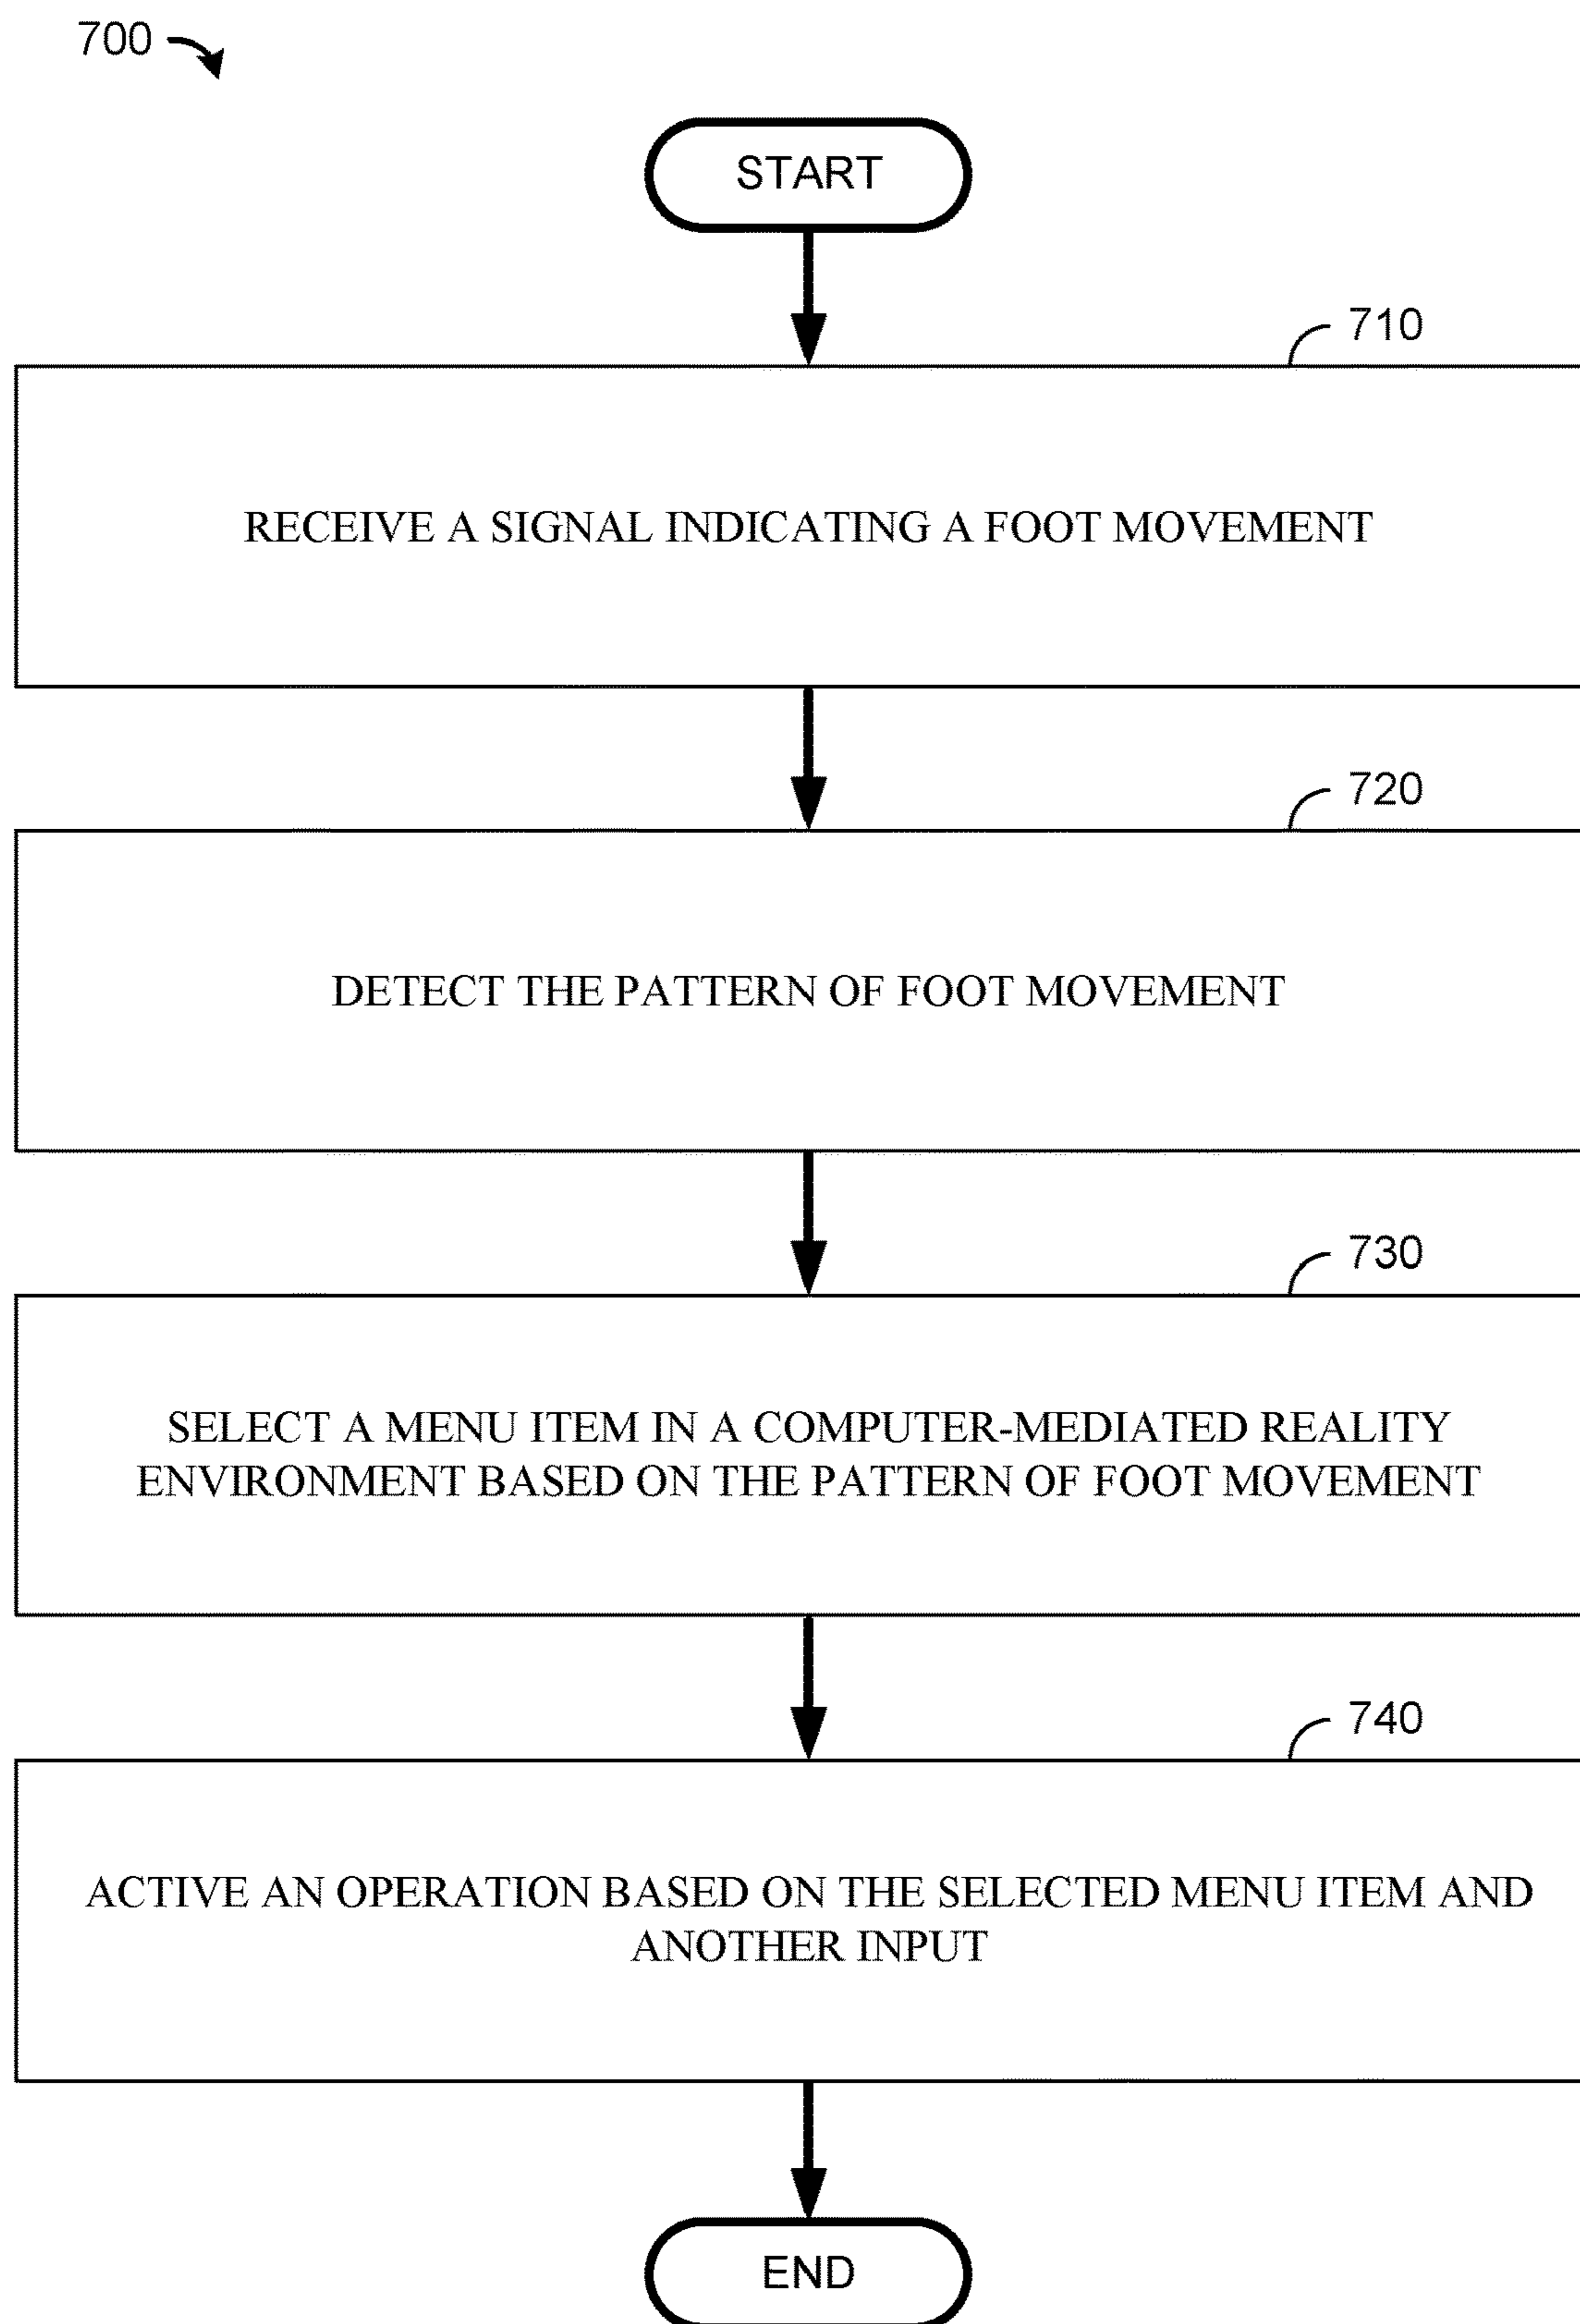 700
START
710
RECEIVE A SIGNAL INDICATING A FOOT MOVEMENT
720
DETECT THE PATTERN OF FOOT MOVEMENT
730
SELECT A MENU ITEM IN A COMPUTER-MEDIATED REALITY
ENVIRONMENT BASED ON THE PATTERN OF FOOT MOVEMENT
740
ACTIVE AN OPERATION BASED ON THE SELECTED MENU ITEM AND
ANOTHER INPUT
END